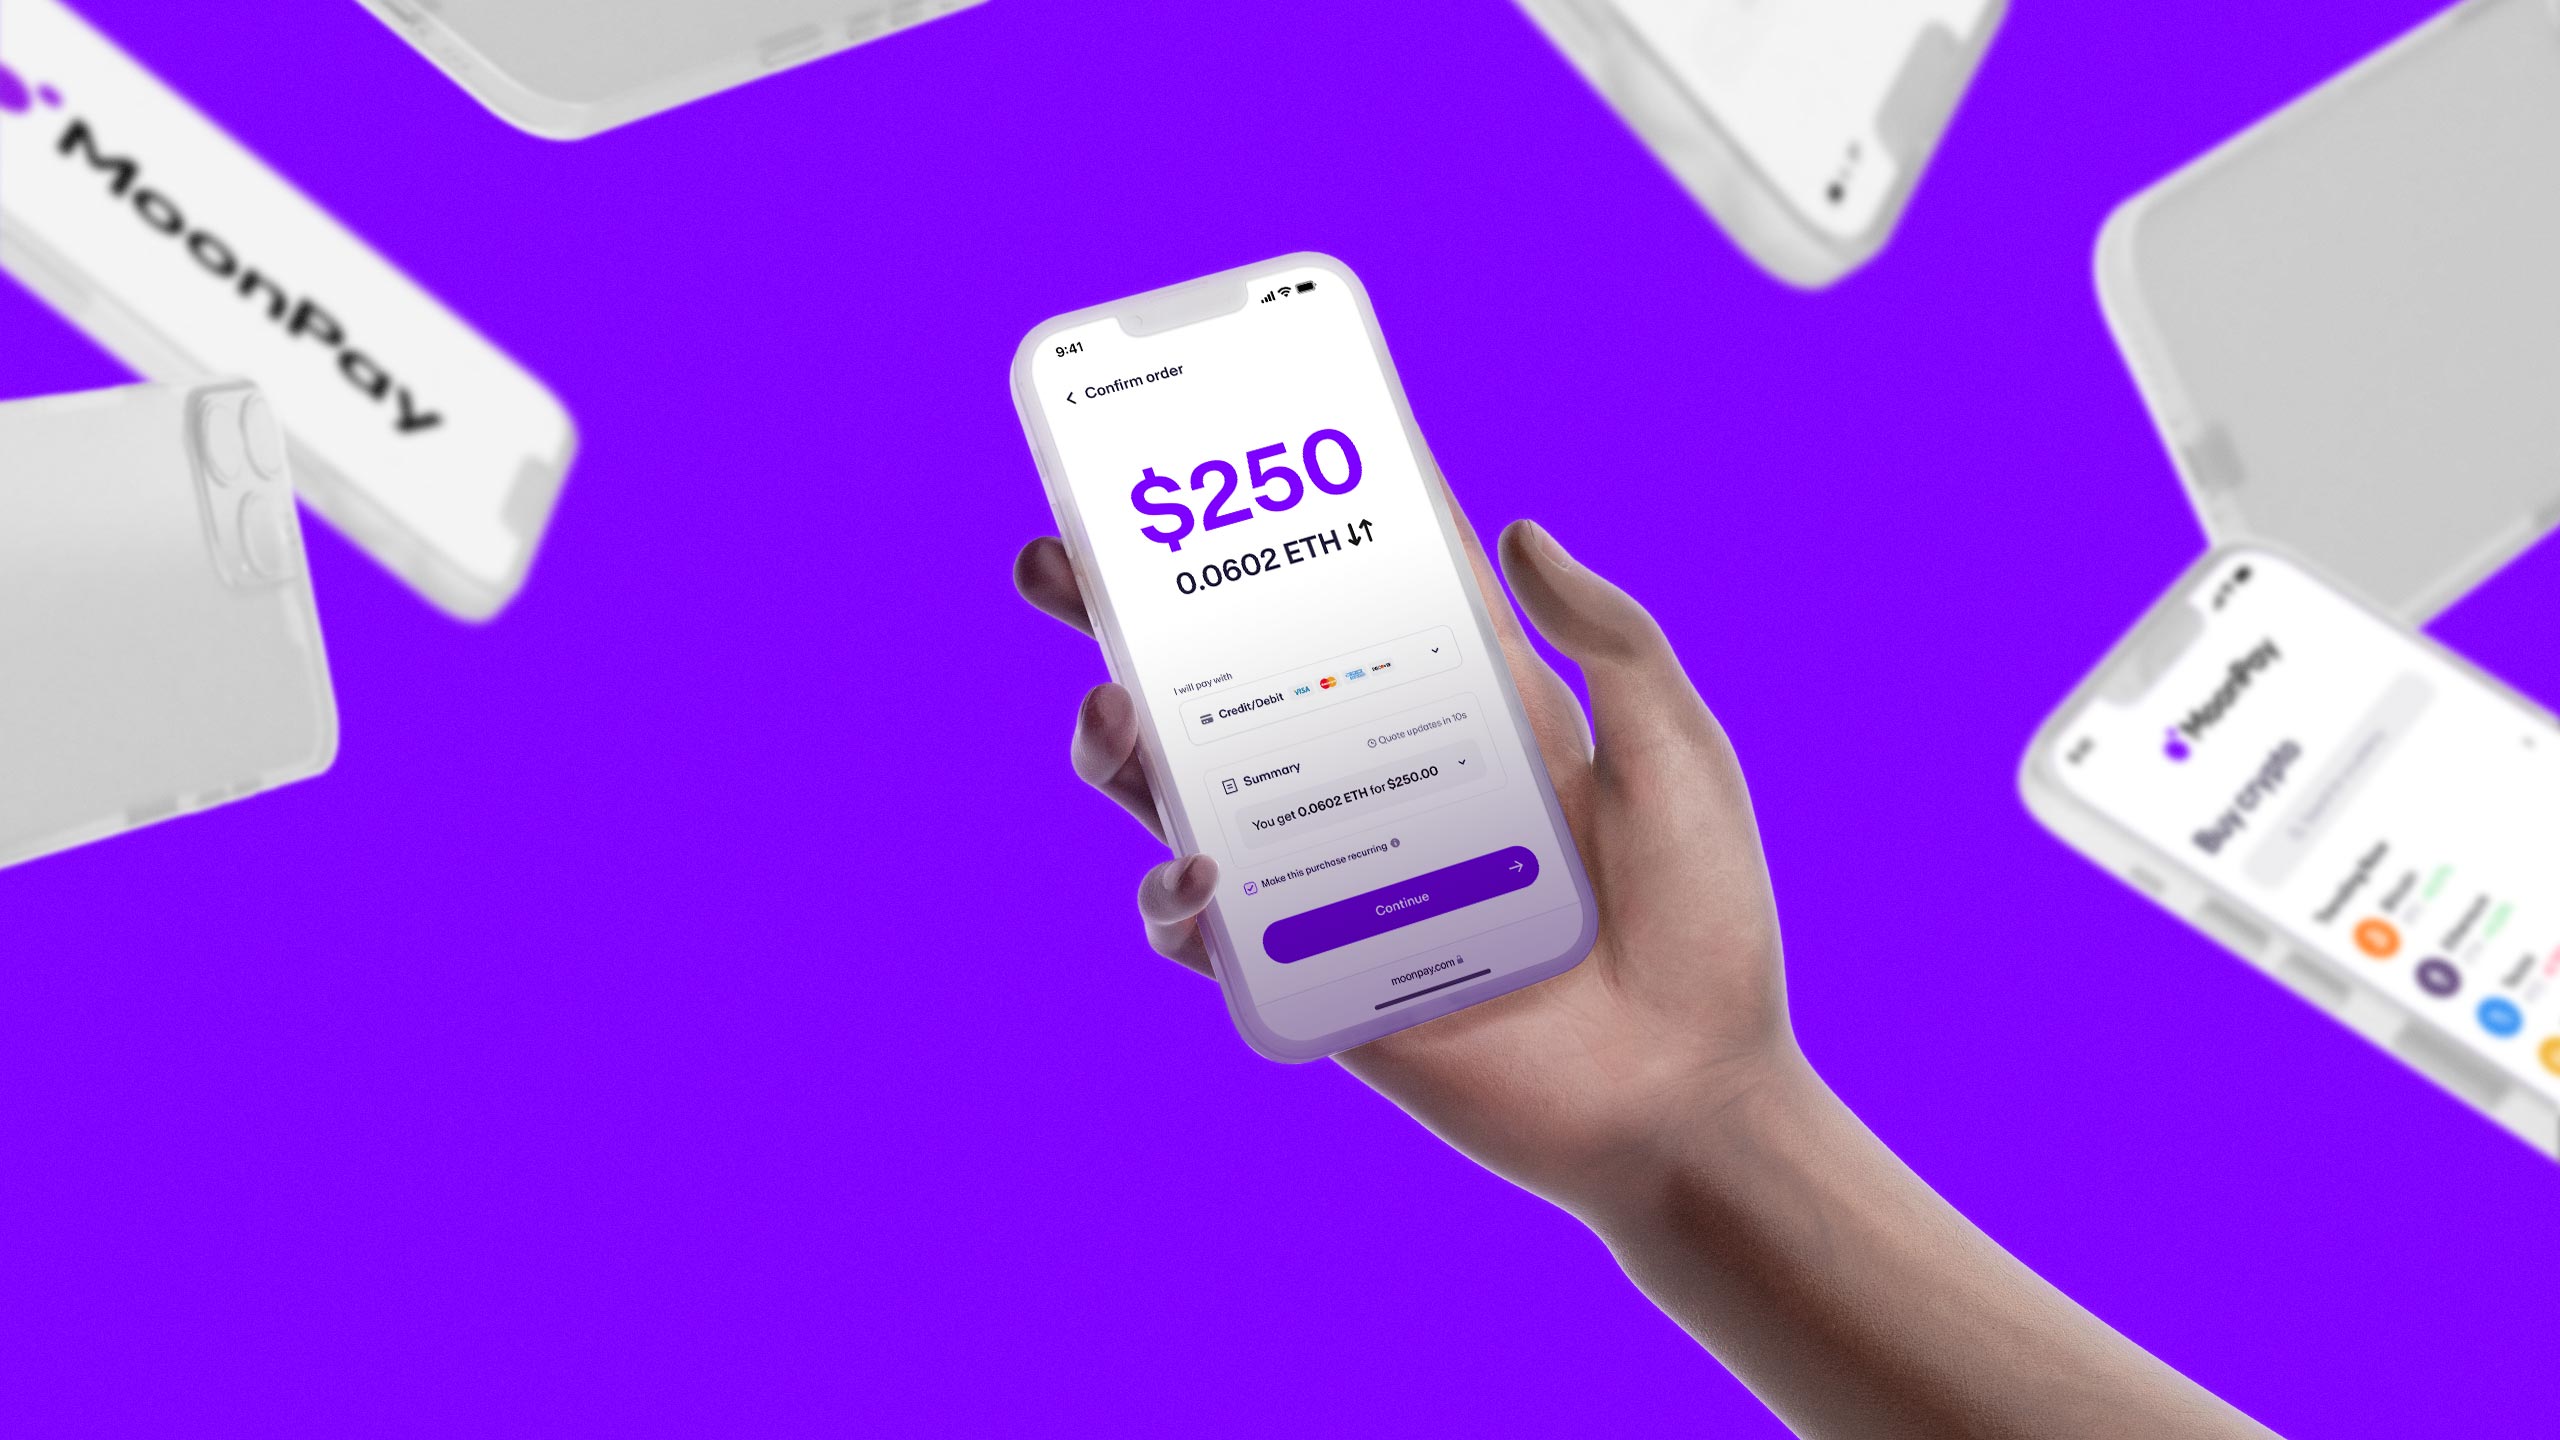 MoonPay
9:41
Confirm order
$250
0.0602 ETH
I will pay with
Credit/Debit VISA
Quote updates in 10s
Summary
You get 0.0602 ETH for $250.00
Make this purchase recurring
Continue
moonpay.com
MoonPay
Buy crypto